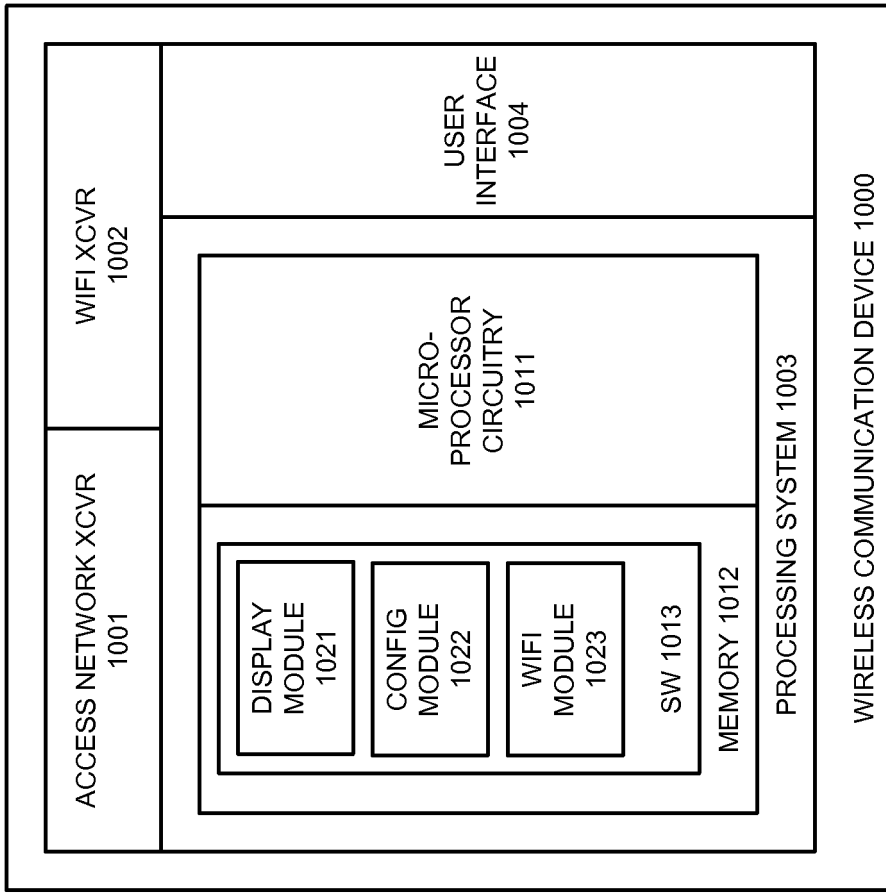 ACCESS NETWORK XCVR
1001
WIFI XCVR
1002
DISPLAY
MODULE
1021
CONFIG
MODULE
1022
WIFI
MODULE
1023
SW 1013
MEMORY 1012
MICRO-
PROCESSOR
CIRCUITRY
1011
PROCESSING SYSTEM 1003
USER
INTERFACE
1004
WIRELESS COMMUNICATION DEVICE 1000